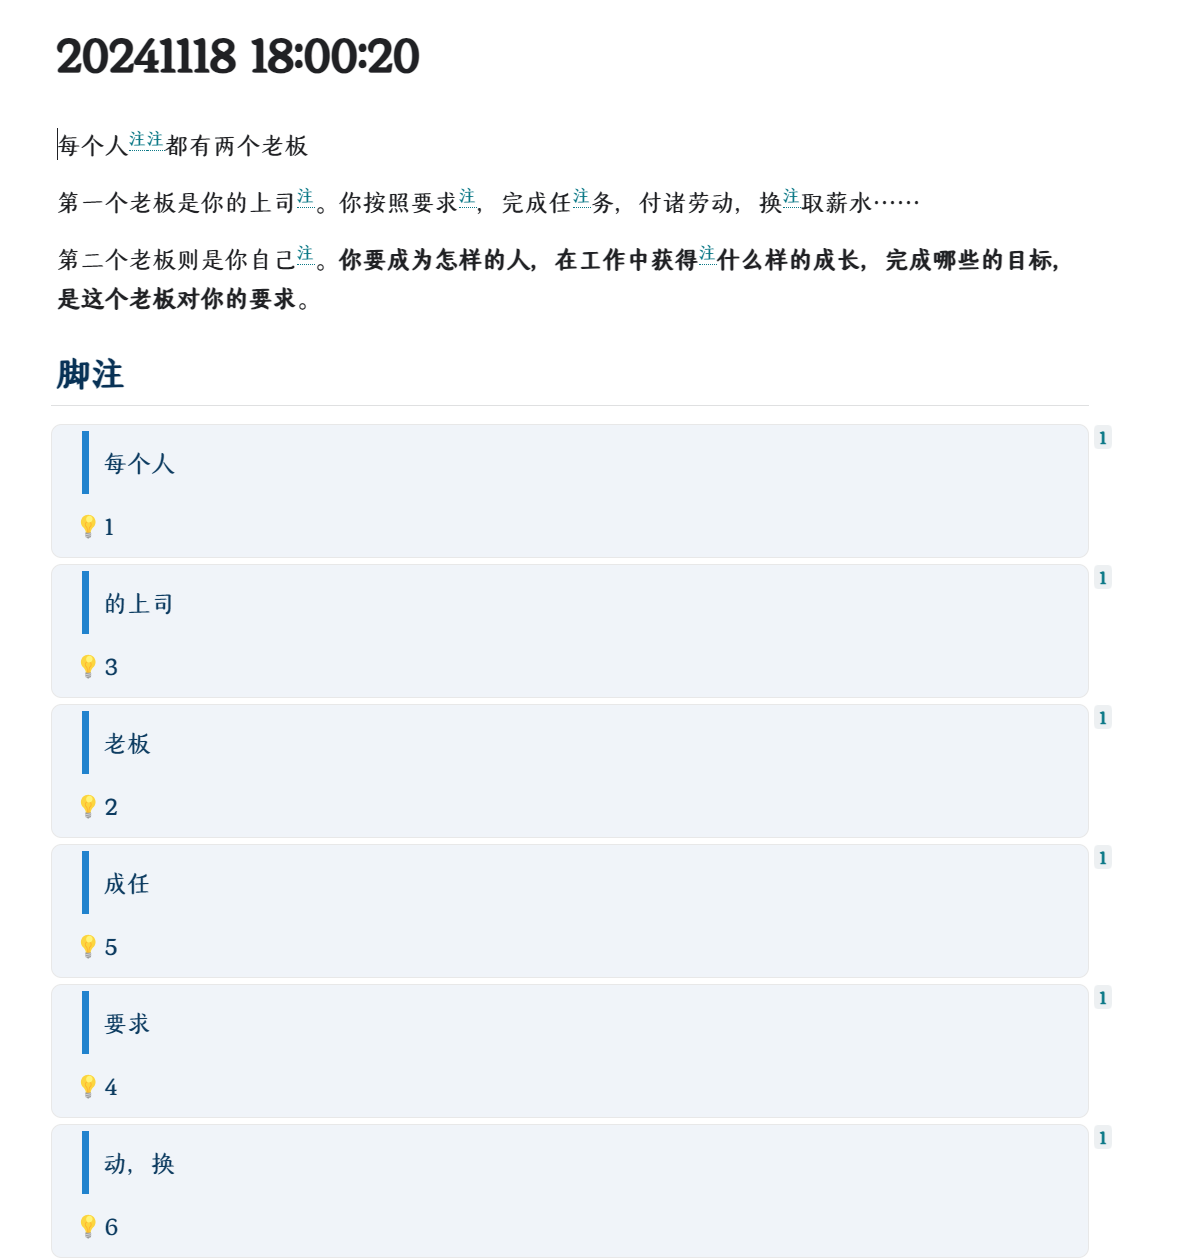 20241118 18:00:20
每个人注注都有两个老板
第一个老板是你的上司注。你按照要求注，完成任注务，付诸劳动，换注取薪水……
第二个老板则是你自己注。你要成为怎样的人，在工作中获得注什么样的成长，完成哪些的目标，
是这个老板对你的要求。
脚注
每个人
1
💡 1
的上司
1
💡 3
老板
1
💡 2
成任
1
💡 5
要求
1
💡 4
动，换
1
💡 6